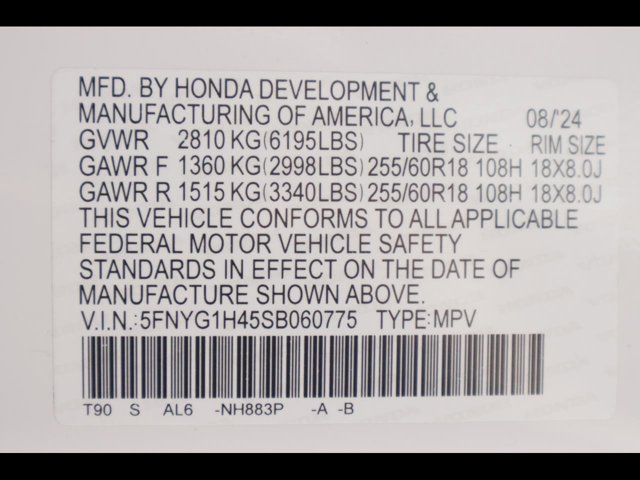 MFD. BY HONDA DEVELOPMENT &
MANUFACTURING OF AMERICA, LLC 08/'24
GVWR 2810 KG(6195LBS) TIRE SIZE RIM SIZE
GAWR F 1360 KG(2998LBS) 255/60R18 108H 18X8.0J
GAWR R 1515 KG(3340LBS) 255/60R18 108H 18X8.0J
THIS VEHICLE CONFORMS TO ALL APPLICABLE
FEDERAL MOTOR VEHICLE SAFETY
STANDARDS IN EFFECT ON THE DATE OF
MANUFACTURE SHOWN ABOVE.
V.I.N.:5FNYG1H45SB060775 TYPE:MPV
T90 S AL6 -NH883P -A -B